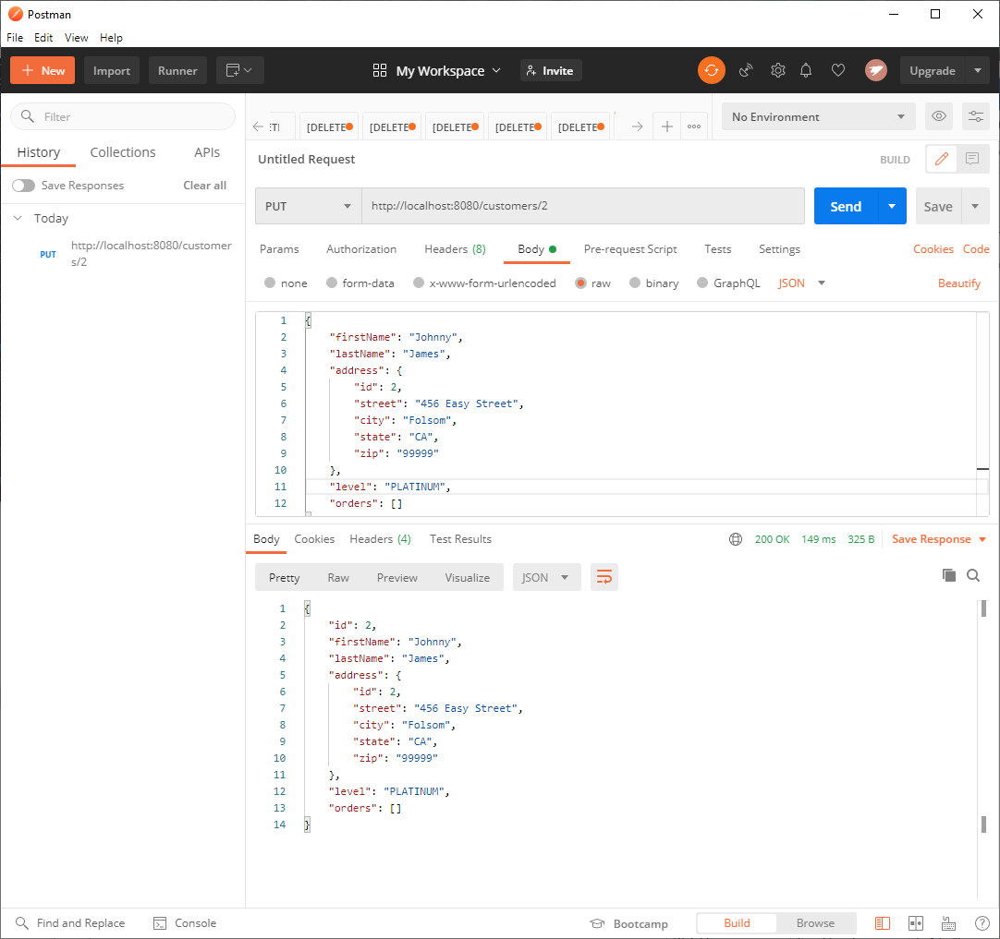 Postman
File Edit View Help
New Import Runner My Workspace Invite Upgrade
Filter
History Collections APIs
Save Responses Clear all
Today
PUT http://localhost:8080/customer
s/2
[DELETE [DELETE [DELETE [DELETE [DELETE
No Environment
Untitled Request BUILD
PUT http://localhost:8080/customers/2 Send Save
Params Authorization Headers (8) Body Pre-request Script Tests Settings Cookies Code
none form-data x-www-form-urlencoded raw binary GraphQL JSON Beautify
1 {
2 "firstName": "Johnny",
3 "lastName": "James",
4 "address": {
5 "id": 2,
6 "street": "456 Easy Street",
7 "city": "Folsom",
8 "state": "CA",
9 "zip": "99999"
10 },
11 "level": "PLATINUM",
12 "orders": []
Body Cookies Headers (4) Test Results 200 OK 149 ms 325 B Save Response
Pretty Raw Preview Visualize JSON
1 {
2 "id": 2,
3 "firstName": "Johnny",
4 "lastName": "James",
5 "address": {
6 "id": 2,
7 "street": "456 Easy Street",
8 "city": "Folsom",
9 "state": "CA",
10 "zip": "99999"
11 },
12 "level": "PLATINUM",
13 "orders": []
14 }
Find and Replace Console Bootcamp Build Browse